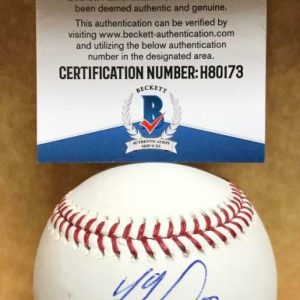 been deemed authentic and genuine.
This authentication can be verified by
visiting www.beckett-authentication.com
and utilizing the below authentication
number in the designated area.
CERTIFICATION NUMBER: H80173
BECKETT
B
AUTHENTICATION
SERVICES